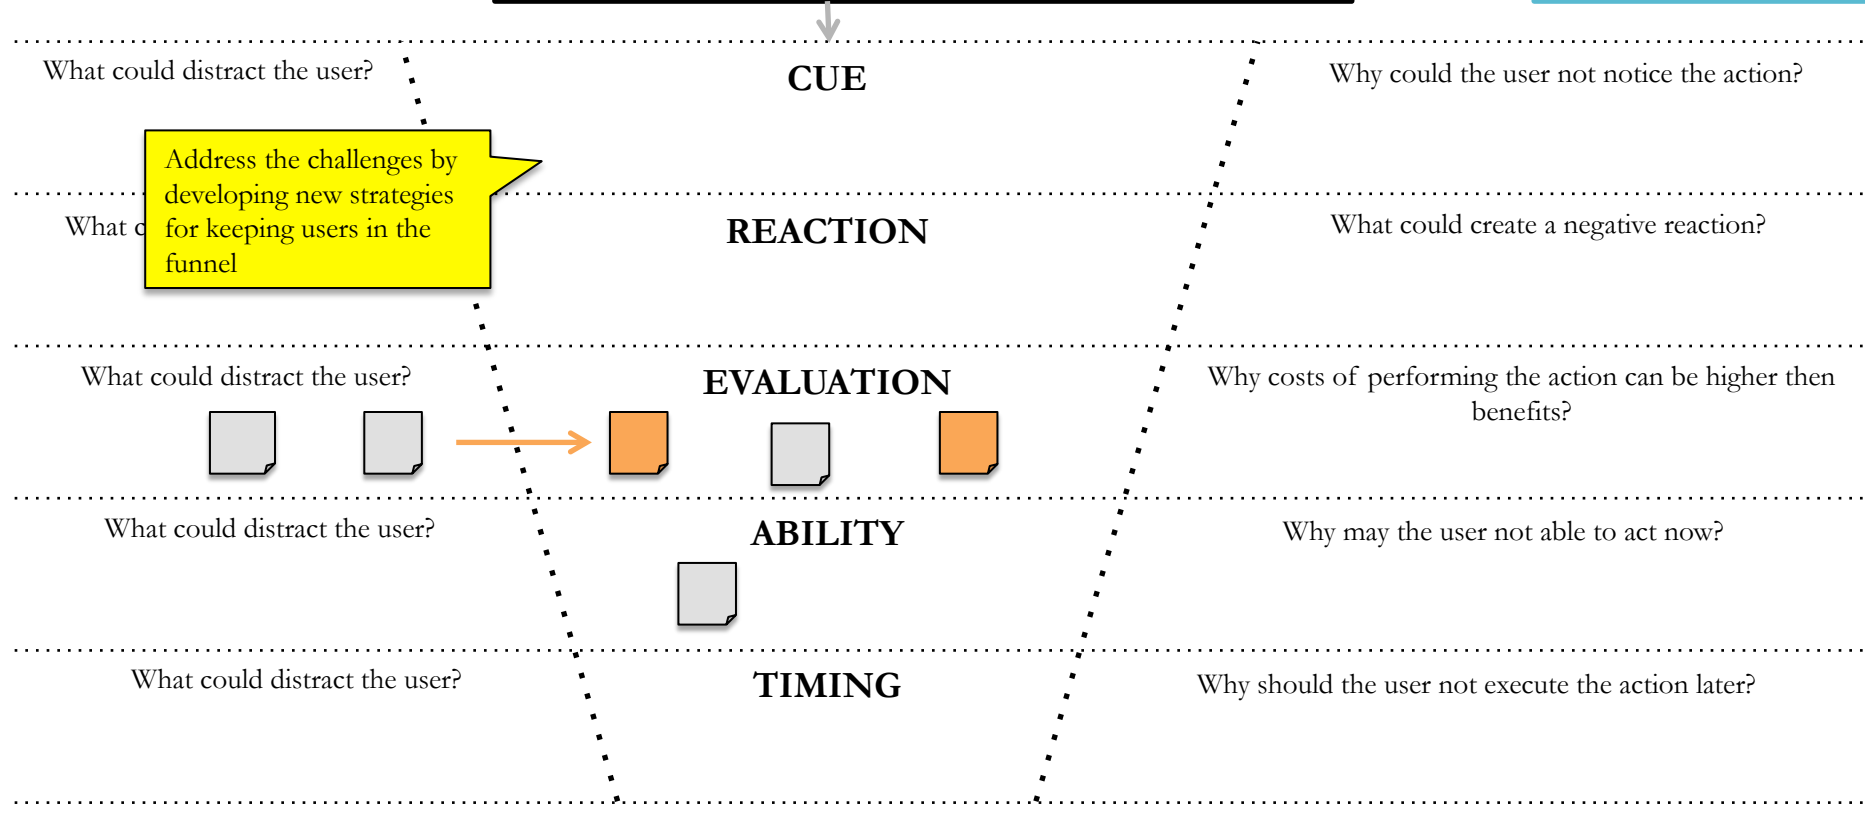 What could distract the user?
CUE
Why could the user not notice the action?
Address the challenges by
developing new strategies
for keeping users in the
funnel
What
REACTION
What could create a negative reaction?
What could distract the user?
EVALUATION
Why costs of performing the action can be higher then
benefits?
What could distract the user?
ABILITY
Why may the user not able to act now?
What could distract the user?
TIMING
Why should the user not execute the action later?